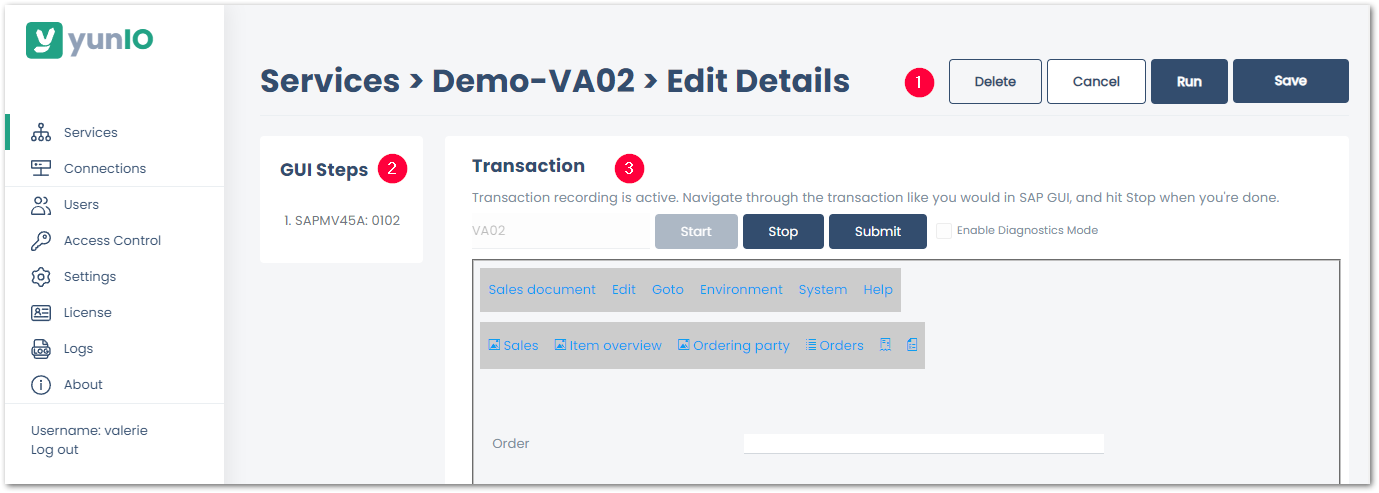 yunIO
Services > Demo-VA02 > Edit Details
1
Delete
Cancel
Run
Save
Services
Connections
Users
Access Control
Settings
License
Logs
About
Username: valerie
Log out
GUI Steps 2
1. SAPMV45A: 0102
Transaction 3
Transaction recording is active. Navigate through the transaction like you would in SAP GUI, and hit Stop when you're done.
VA02
Start
Stop
Submit
Enable Diagnostics Mode
Sales document Edit Goto Environment System Help
Sales Item overview Ordering party Orders
Order